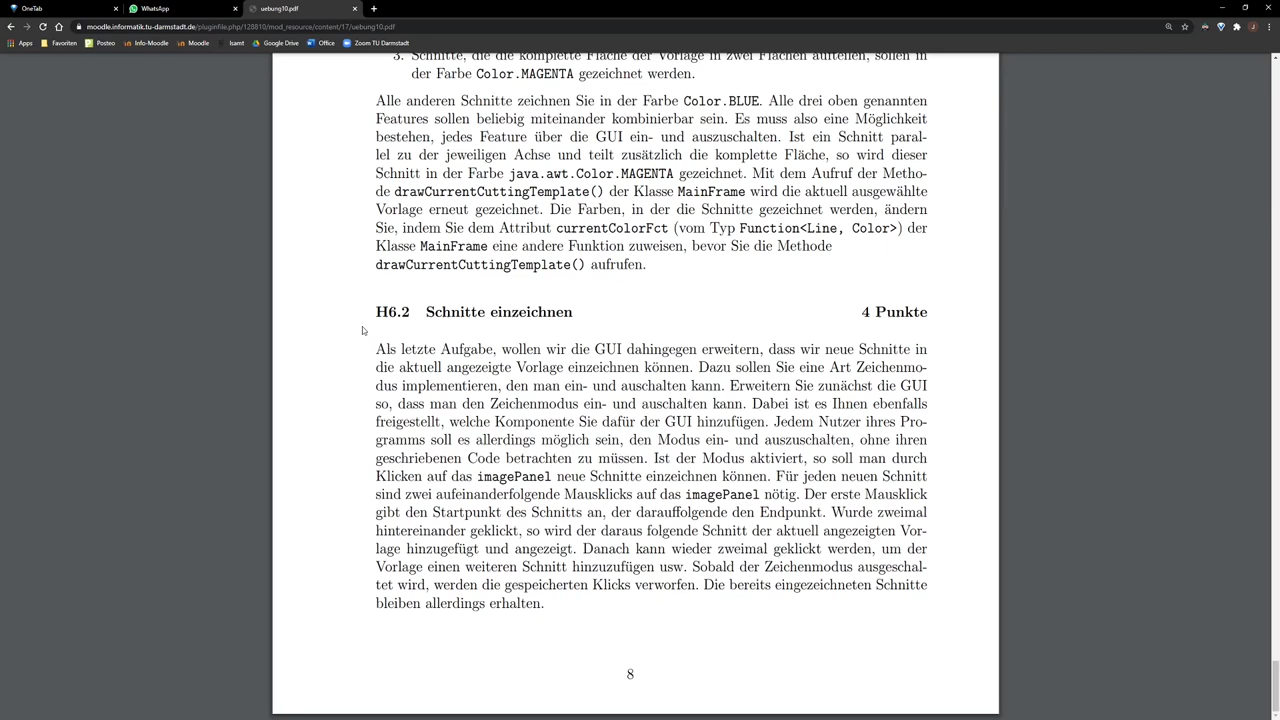 OneTab
WhatsApp
uebung10.pdf
moodle.informatik.tu-darmstadt.de/pluginfile.php/128810/mod_resource/content/17/uebung10.pdf
Apps Favoriten Posteo Info-Moodle Moodle Isamt Google Drive Office Zoom TU Darmstadt
3. Schnitte, die die komplette Fläche der Vorlage in zwei Flächen aufteilen, sollen in
der Farbe Color.MAGENTA gezeichnet werden.
Alle anderen Schnitte zeichnen Sie in der Farbe Color.BLUE. Alle drei oben genannten
Features sollen beliebig miteinander kombinierbar sein. Es muss also eine Möglichkeit
bestehen, jedes Feature über die GUI ein- und auszuschalten. Ist ein Schnitt paral-
lel zu der jeweiligen Achse und teilt zusätzlich die komplette Fläche, so wird dieser
Schnitt in der Farbe java.awt.Color.MAGENTA gezeichnet. Mit dem Aufruf der Metho-
de drawCurrentCuttingTemplate() der Klasse MainFrame wird die aktuell ausgewählte
Vorlage erneut gezeichnet. Die Farben, in der die Schnitte gezeichnet werden, ändern
Sie, indem Sie dem Attribut currentColorFct (vom Typ Function<Line, Color>) der
Klasse MainFrame eine andere Funktion zuweisen, bevor Sie die Methode
drawCurrentCuttingTemplate() aufrufen.
H6.2 Schnitte einzeichnen 4 Punkte
Als letzte Aufgabe, wollen wir die GUI dahingegen erweitern, dass wir neue Schnitte in
die aktuell angezeigte Vorlage einzeichnen können. Dazu sollen Sie eine Art Zeichenmo-
dus implementieren, den man ein- und auschalten kann. Erweitern Sie zunächst die GUI
so, dass man den Zeichenmodus ein- und auschalten kann. Dabei ist es Ihnen ebenfalls
freigestellt, welche Komponente Sie dafür der GUI hinzufügen. Jedem Nutzer ihres Pro-
gramms soll es allerdings möglich sein, den Modus ein- und auszuschalten, ohne ihren
geschriebenen Code betrachten zu müssen. Ist der Modus aktiviert, so soll man durch
Klicken auf das imagePanel neue Schnitte einzeichnen können. Für jeden neuen Schnitt
sind zwei aufeinanderfolgende Mausklicks auf das imagePanel nötig. Der erste Mausklick
gibt den Startpunkt des Schnitts an, der darauffolgende den Endpunkt. Wurde zweimal
hintereinander geklickt, so wird der daraus folgende Schnitt der aktuell angezeigten Vor-
lage hinzugefügt und angezeigt. Danach kann wieder zweimal geklickt werden, um der
Vorlage einen weiteren Schnitt hinzuzufügen usw. Sobald der Zeichenmodus ausgeschal-
tet wird, werden die gespeicherten Klicks verworfen. Die bereits eingezeichneten Schnitte
bleiben allerdings erhalten.
8